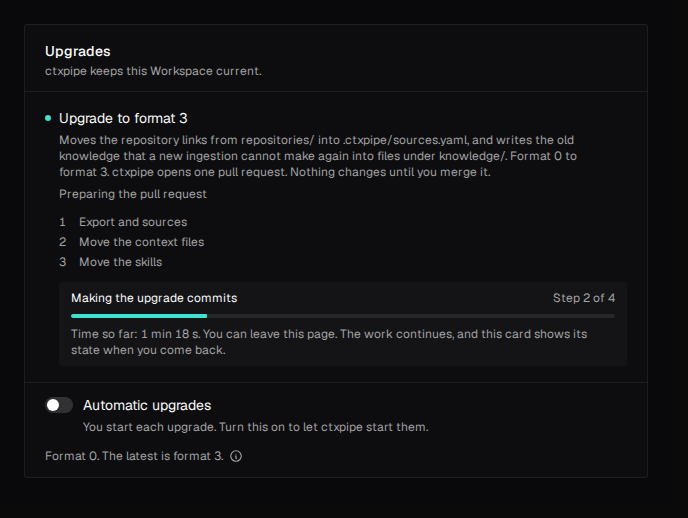 Upgrades
ctxpipe keeps this Workspace current.
Upgrade to format 3
Moves the repository links from repositories/ into .ctxpipe/sources.yaml, and writes the old
knowledge that a new ingestion cannot make again into files under knowledge/. Format 0 to
format 3. ctxpipe opens one pull request. Nothing changes until you merge it.
Preparing the pull request
1 Export and sources
2 Move the context files
3 Move the skills
Making the upgrade commits Step 2 of 4
Time so far: 1 min 18 s. You can leave this page. The work continues, and this card shows its
state when you come back.
Automatic upgrades
You start each upgrade. Turn this on to let ctxpipe start them.
Format 0. The latest is format 3.